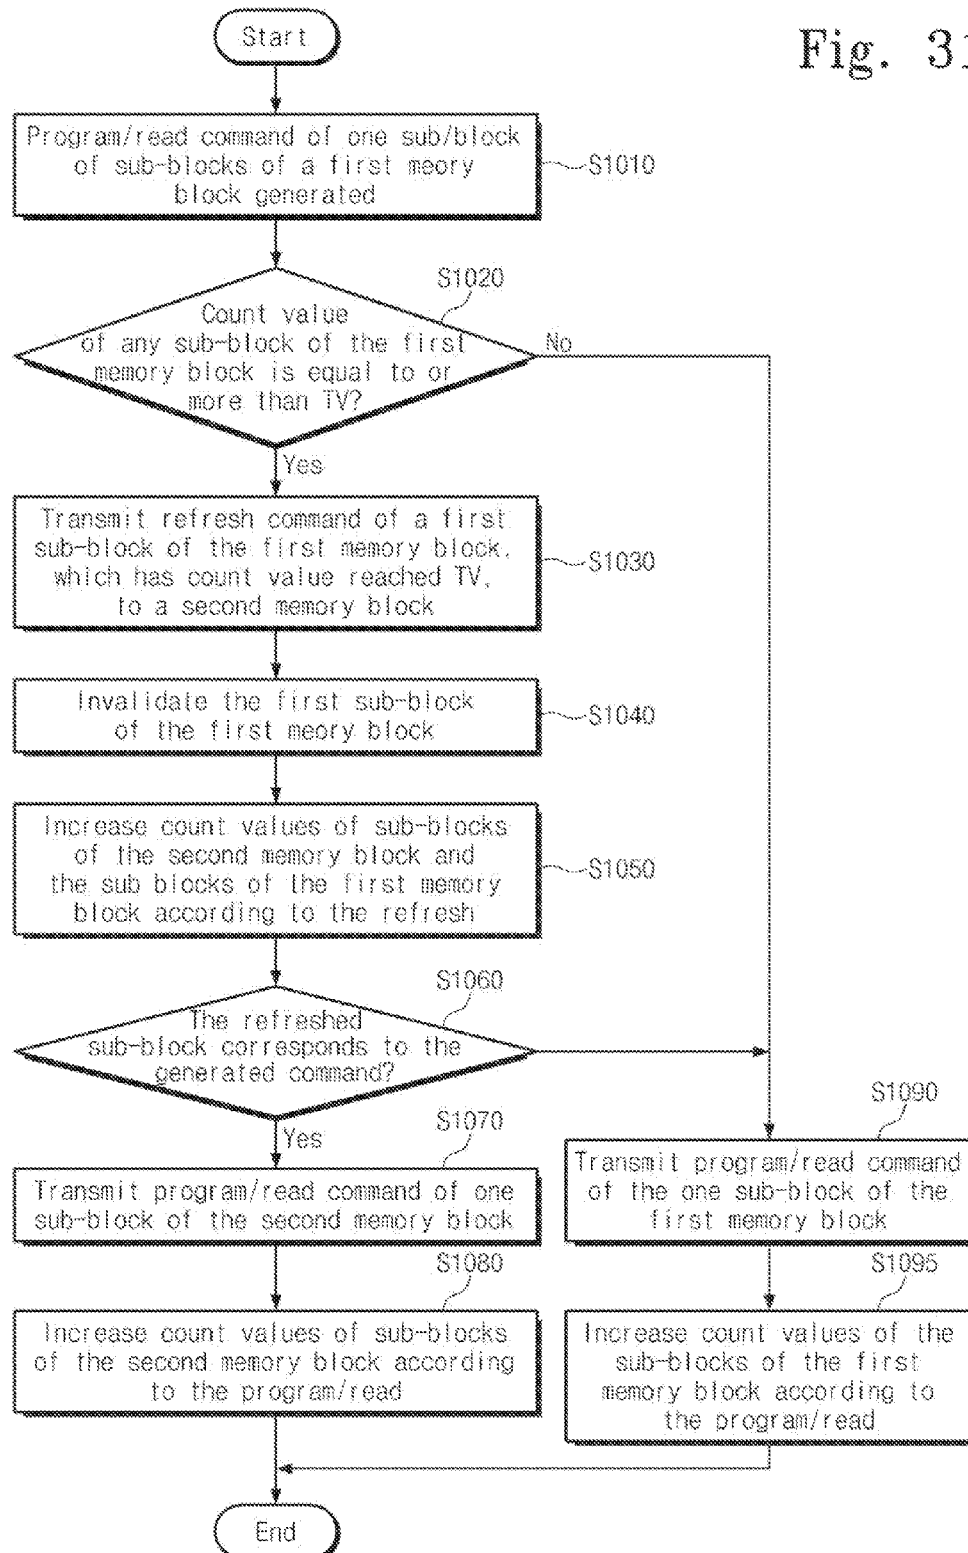 Start
Fig. 31
Program/read command of one sub/block
of sub-blocks of a first meory
block generated
S1010
S1020
Count value
of any sub-block of the first
memory block is equal to or
more than TV?
No
Yes
Transmit refresh command of a first
sub-block of the first memory block,
which has count value reached TV,
to a second memory block
S1030
Invalidate the first sub-block
of the first meory block
S1040
Increase count values of sub-blocks
of the second memory block and
the sub blocks of the first memory
block according to the refresh
S1050
S1060
The refreshed
sub-block corresponds to the
generated command?
Yes
S1070
Transmit program/read command of one
sub-block of the second memory block
S1080
Increase count values of sub-blocks
of the second memory block according
to the program/read
S1090
Transmit program/read command
of the one sub-block of the
first memory block
S1095
Increase count values of the
sub-blocks of the first
memory block according to
the program/read
End